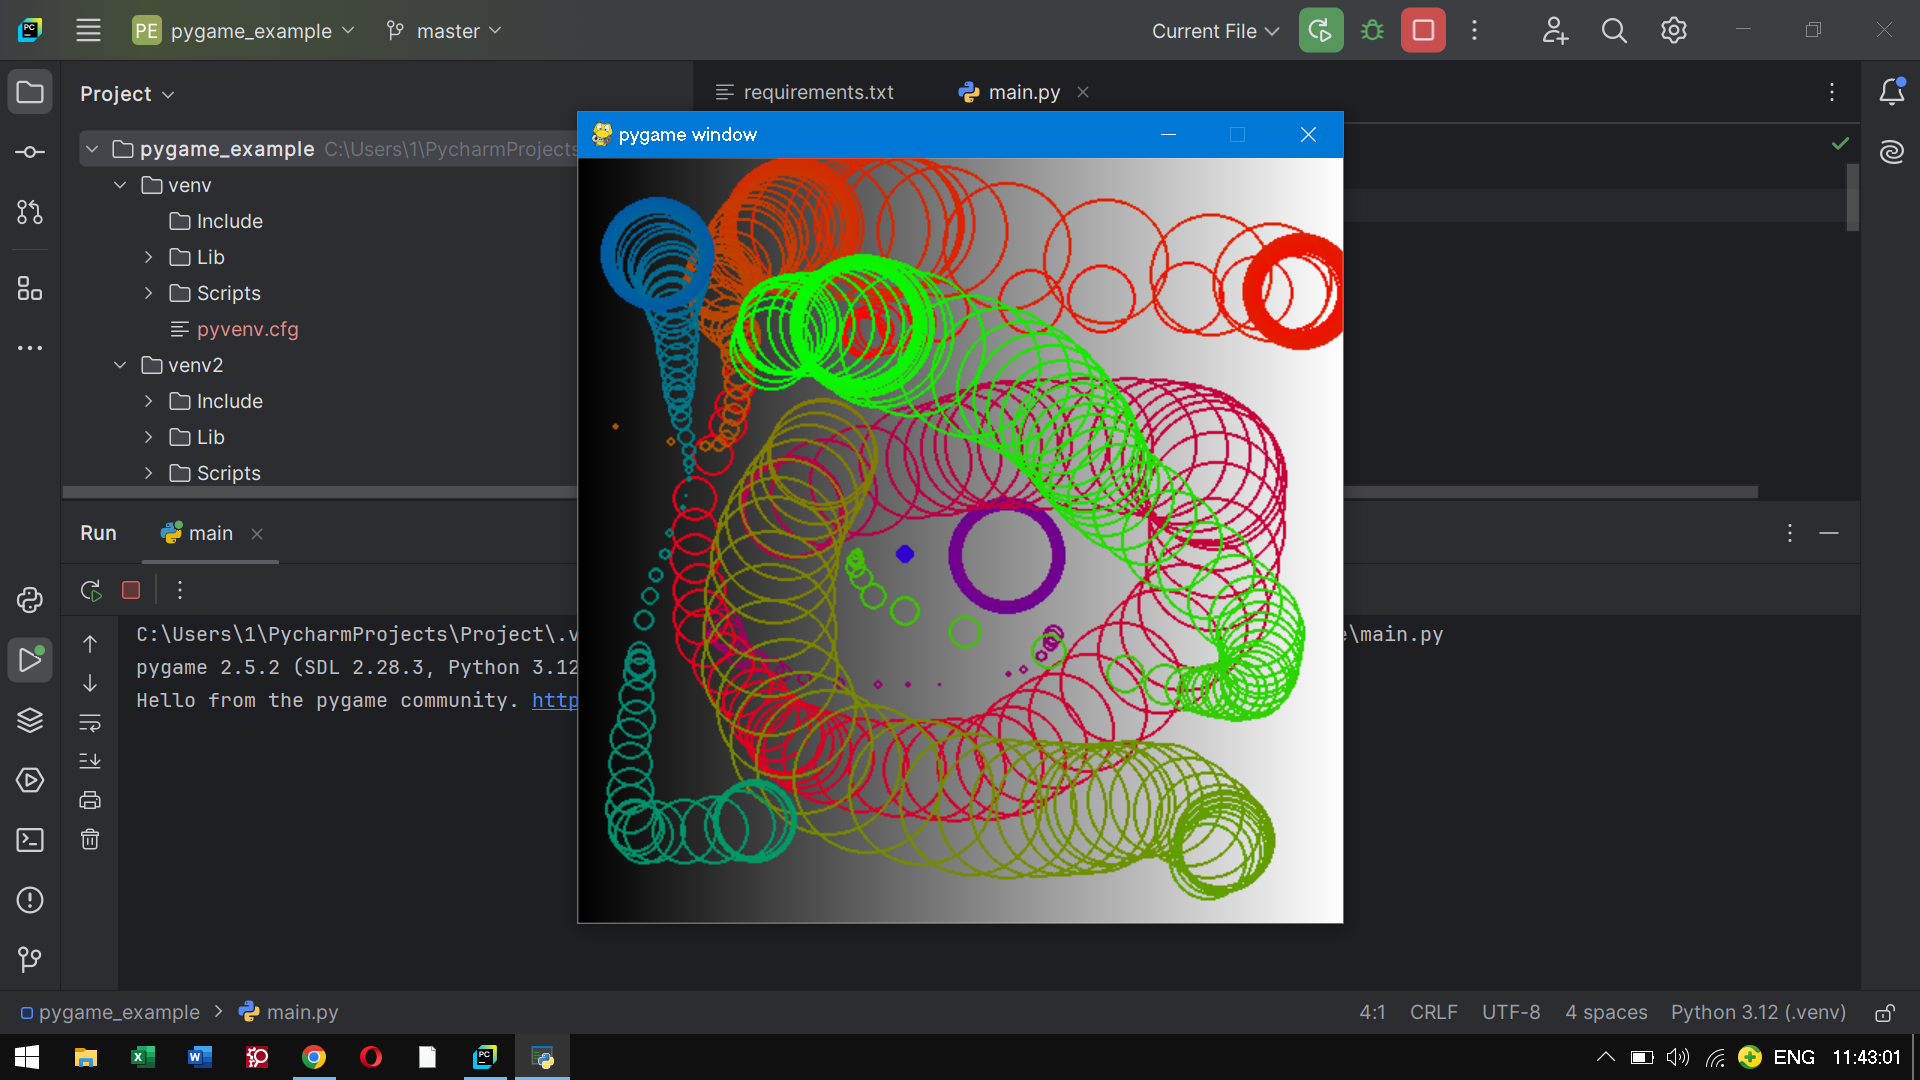 PC PE pygame_example master Current File
Project requirements.txt main.py
pygame window
pygame_example C:\Users\1\PycharmProjects
venv
Include
Lib
Scripts
pyvenv.cfg
venv2
Include
Lib
Scripts
Run main
C:\Users\1\PycharmProjects\Project\.v \main.py
pygame 2.5.2 (SDL 2.28.3, Python 3.12
Hello from the pygame community. http
pygame_example main.py 4:1 CRLF UTF-8 4 spaces Python 3.12 (.venv)
ENG 11:43:01